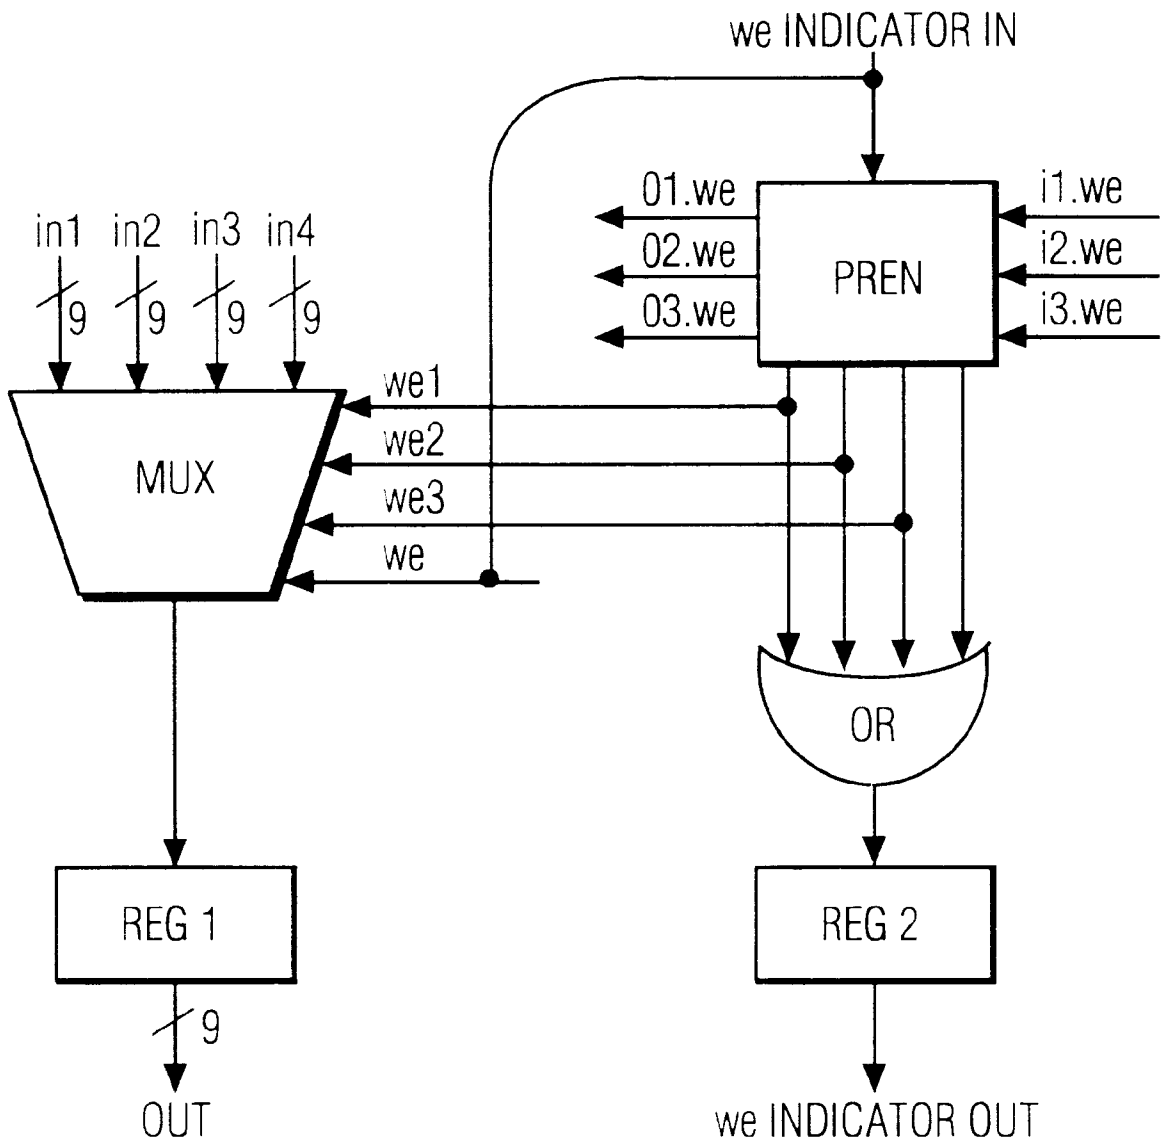 we INDICATOR IN
01.we
i1.we
in1 in2 in3 in4
02.we
PREN
i2.we
9 9 9 9
03.we
i3.we
we1
we2
MUX
we3
we
OR
REG 1
REG 2
9
OUT
we INDICATOR OUT